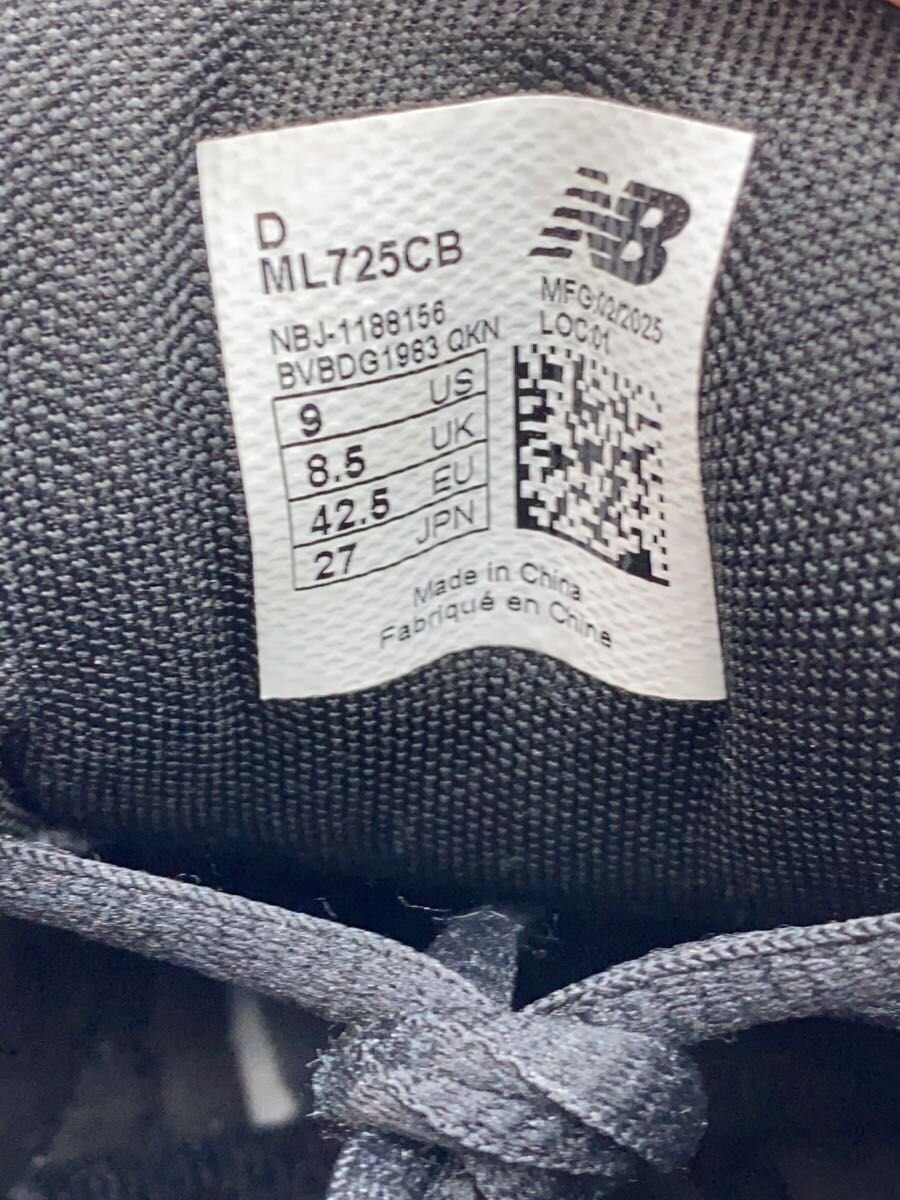 D
ML725CB
NB
MFG:02/2025
LOC:01
NBJ-1188156
BVBDG1983 QKN
9 US
8.5 UK
42.5 EU
27 JPN
Made in China
Fabriqué en Chine